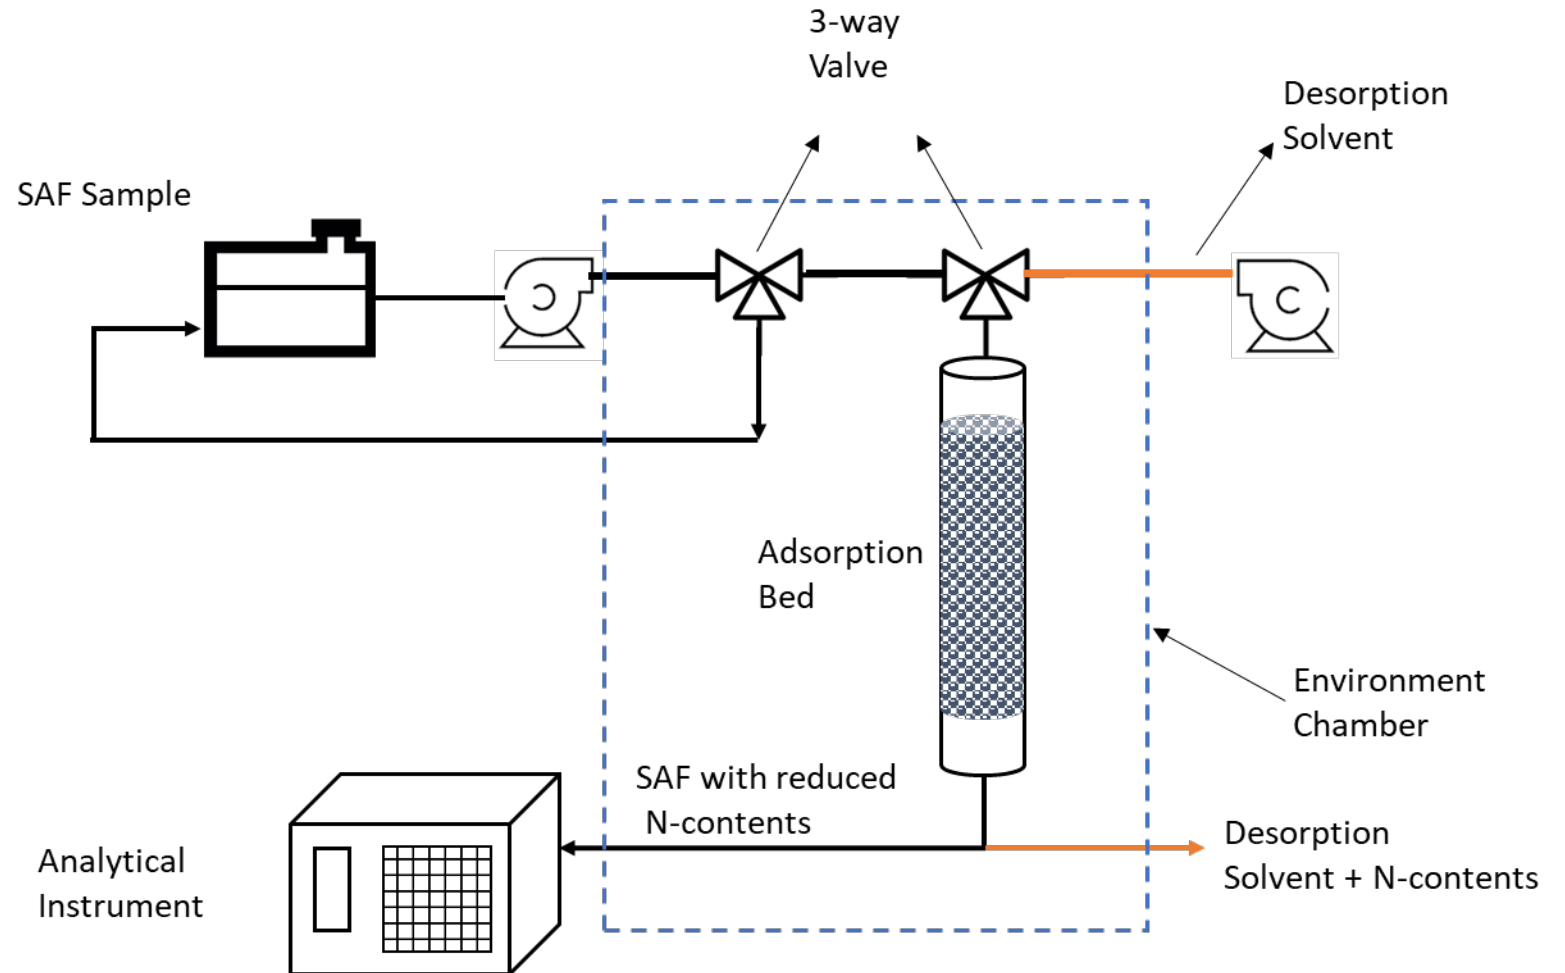 3-way
Valve
Desorption
Solvent
SAF Sample
Adsorption
Bed
Environment
Chamber
SAF with reduced
N-contents
Desorption
Solvent + N-contents
Analytical
Instrument